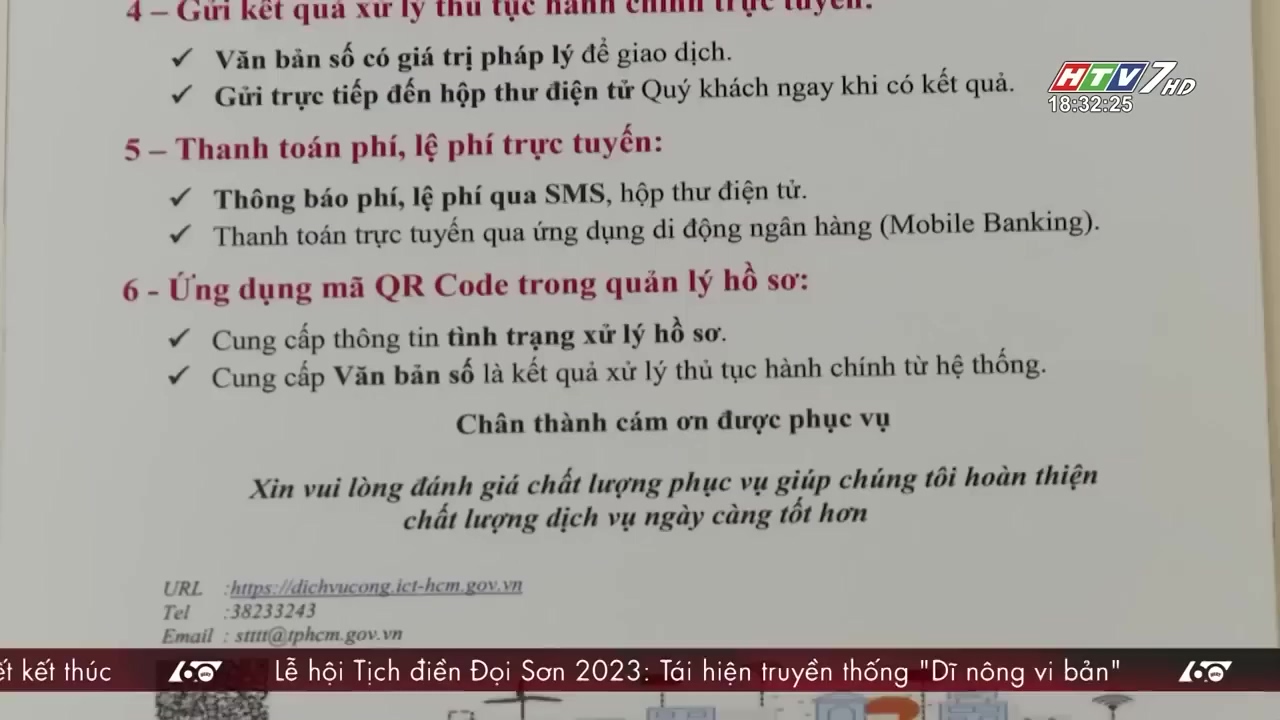 4 – Gửi kết quả xử lý thủ tục hành chính trực tuyến:
✓ Văn bản số có giá trị pháp lý để giao dịch.
✓ Gửi trực tiếp đến hộp thư điện tử Quý khách ngay khi có kết quả.
HTV7 HD
18:32:25
5 – Thanh toán phí, lệ phí trực tuyến:
✓ Thông báo phí, lệ phí qua SMS, hộp thư điện tử.
✓ Thanh toán trực tuyến qua ứng dụng di động ngân hàng (Mobile Banking).
6 - Ứng dụng mã QR Code trong quản lý hồ sơ:
✓ Cung cấp thông tin tình trạng xử lý hồ sơ.
✓ Cung cấp Văn bản số là kết quả xử lý thủ tục hành chính từ hệ thống.
Chân thành cám ơn được phục vụ
Xin vui lòng đánh giá chất lượng phục vụ giúp chúng tôi hoàn thiện
chất lượng dịch vụ ngày càng tốt hơn
URL :https://dichvucong.ict-hcm.gov.vn
Tel :38233243
Email : stttt@tphcm.gov.vn
kết thúc 60 giây Lễ hội Tịch điền Đọi Sơn 2023: Tái hiện truyền thống "Dĩ nông vi bản" 60 giây